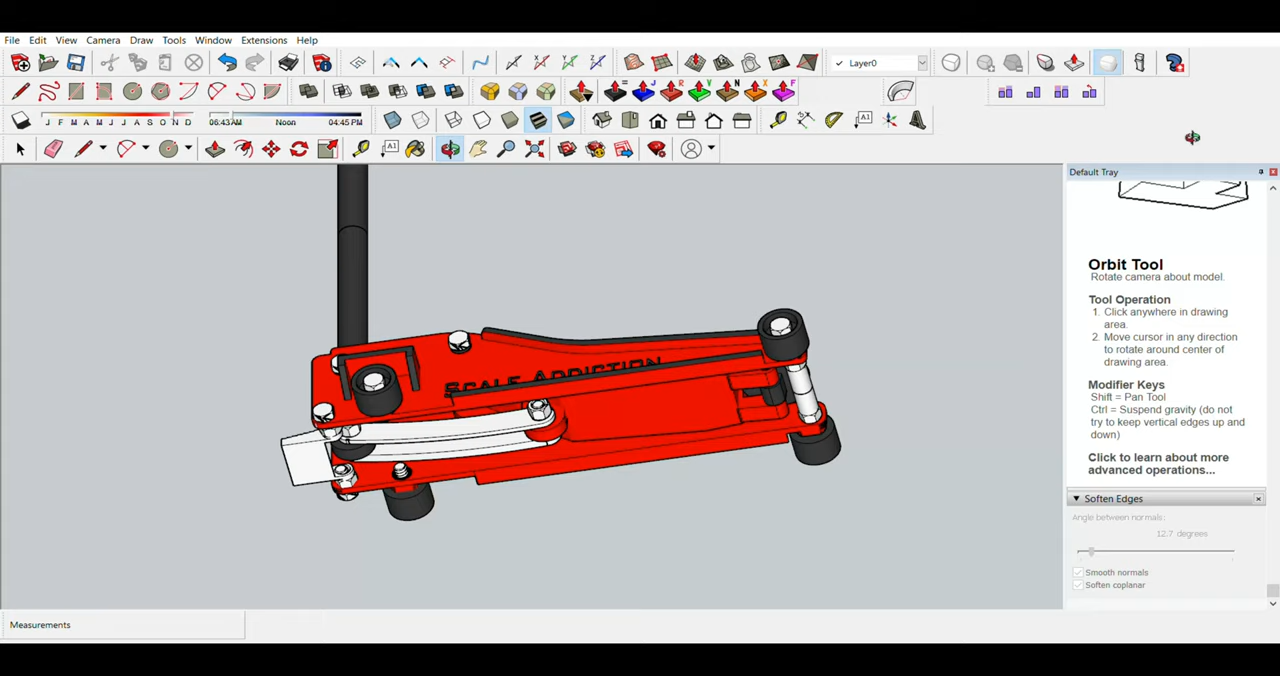 File Edit View Camera Draw Tools Window Extensions Help
Layer0
= J R V N X F
J F M A M J J A S O N D 06:43 AM Noon 04:45 PM
A1
A1
Default Tray
Orbit Tool
Rotate camera about model.
Tool Operation
1. Click anywhere in drawing
area.
2. Move cursor in any direction
to rotate around center of
drawing area.
Modifier Keys
Shift = Pan Tool
Ctrl = Suspend gravity (do not
try to keep vertical edges up and
down)
Click to learn about more
advanced operations...
Soften Edges
Angle between normals:
12.7 degrees
Smooth normals
Soften coplanar
SCALE ADDICTION
Measurements